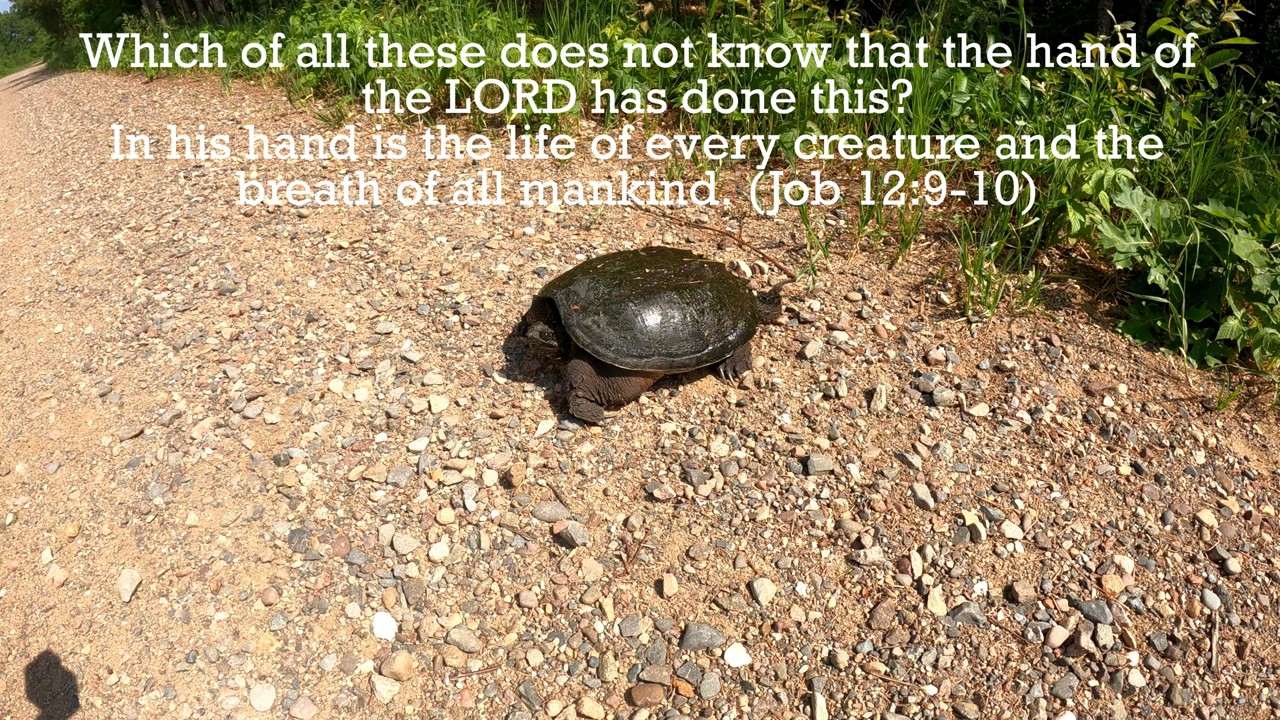 Which of all these does not know that the hand of
the LORD has done this?
In his hand is the life of every creature and the
breath of all mankind. (Job 12:9-10)